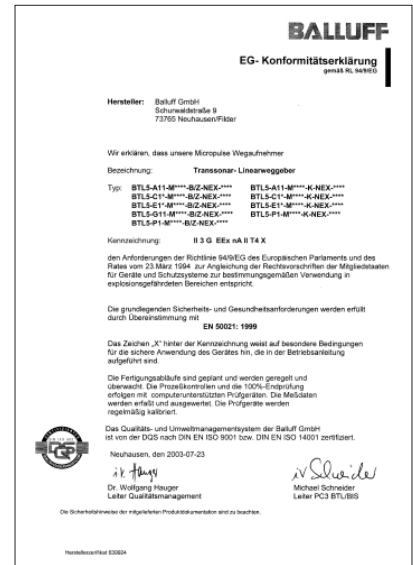 BALLUFF
EG- Konformitätserklärung
gemäß RL 94/9/EG
Hersteller: Balluff GmbH
Schurwaldstraße 9
73765 Neuhausen/Filder
Wir erklären, dass unsere Micropulse Wegaufnehmer
Bezeichnung: Transsonar- Linearweggeber
Typ: BTL5-A11-M****-B/Z-NEX-**** BTL5-A11-M****-K-NEX-****
BTL5-C1*-M****-B/Z-NEX-**** BTL5-C1*-M****-K-NEX-****
BTL5-E1*-M****-B/Z-NEX-**** BTL5-E1*-M****-K-NEX-****
BTL5-G11-M****-B/Z-NEX-**** BTL5-P1-M****-K-NEX-****
BTL5-P1-M****-B/Z-NEX-****
Kennzeichnung: II 3 G EEx nA II T4 X
den Anforderungen der Richtlinie 94/9/EG des Europäischen Parlaments und des
Rates vom 23.März 1994 zur Angleichung der Rechtsvorschriften der Mitgliedstaaten
für Geräte und Schutzsysteme zur bestimmungsgemäßen Verwendung in
explosionsgefährdeten Bereichen entspricht.
Die grundlegenden Sicherheits- und Gesundheitsanforderungen werden erfüllt
durch Übereinstimmung mit
EN 50021: 1999
Das Zeichen „X“ hinter der Kennzeichnung weist auf besondere Bedingungen
für die sichere Anwendung des Gerätes hin, die in der Betriebsanleitung
aufgeführt sind.
Die Fertigungsabläufe sind geplant und werden geregelt und
überwacht. Die Prozeßkontrollen und die 100%-Endprüfung
erfolgen mit computerunterstützten Prüfgeräten. Die Meßdaten
werden erfaßt und ausgewertet. Die Prüfgeräte werden
regelmäßig kalibriert.
Das Qualitäts- und Umweltmanagementsystem der Balluff GmbH
ist von der DQS nach DIN EN ISO 9001 bzw. DIN EN ISO 14001 zertifiziert.
DQS
Neuhausen, den 2003-07-23
Dr. Wolfgang Hauger Michael Schneider
Leiter Qualitätsmanagement Leiter PC3 BTL/BIS
Die Sicherheitshinweise der mitgelieferten Produktdokumentation sind zu beachten.